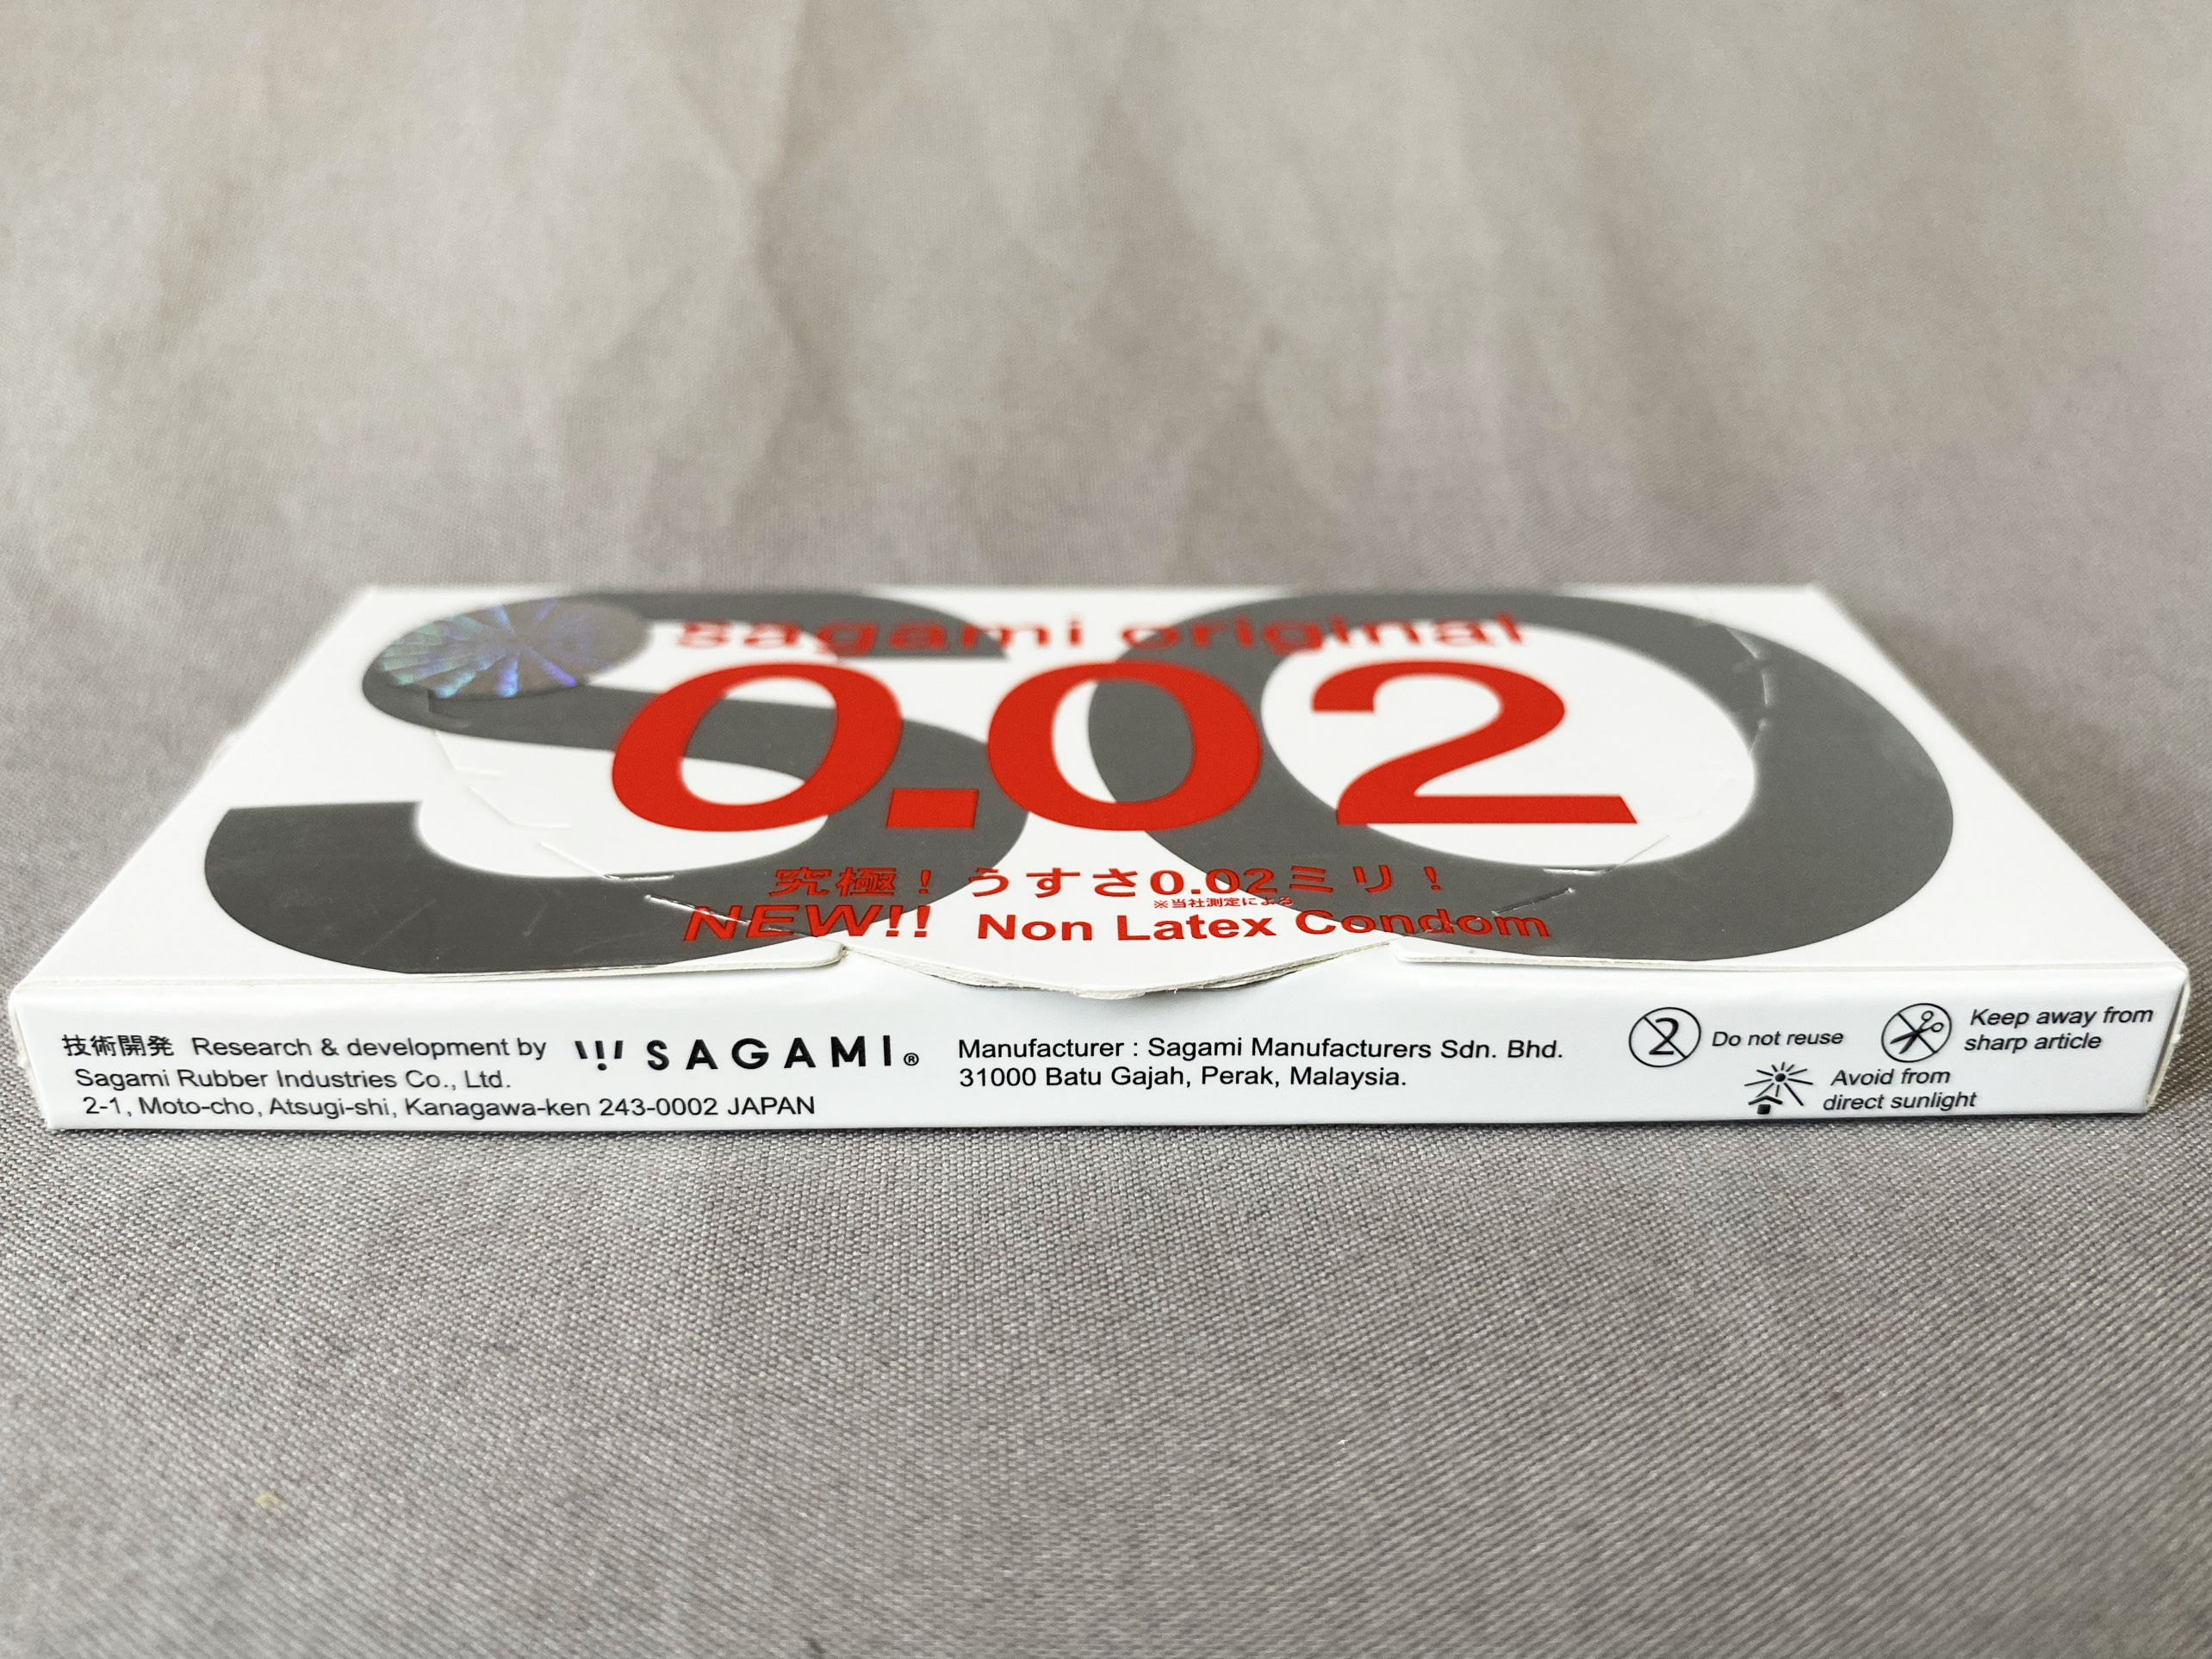 sagami original
0.02
究極！うすさ0.02ミリ！
※当社測定による
NEW!! Non Latex Condom
技術開発 Research & development by SAGAMI®
Sagami Rubber Industries Co., Ltd.
2-1, Moto-cho, Atsugi-shi, Kanagawa-ken 243-0002 JAPAN
Manufacturer : Sagami Manufacturers Sdn. Bhd.
31000 Batu Gajah, Perak, Malaysia.
2 Do not reuse
Keep away from
sharp article
Avoid from
direct sunlight